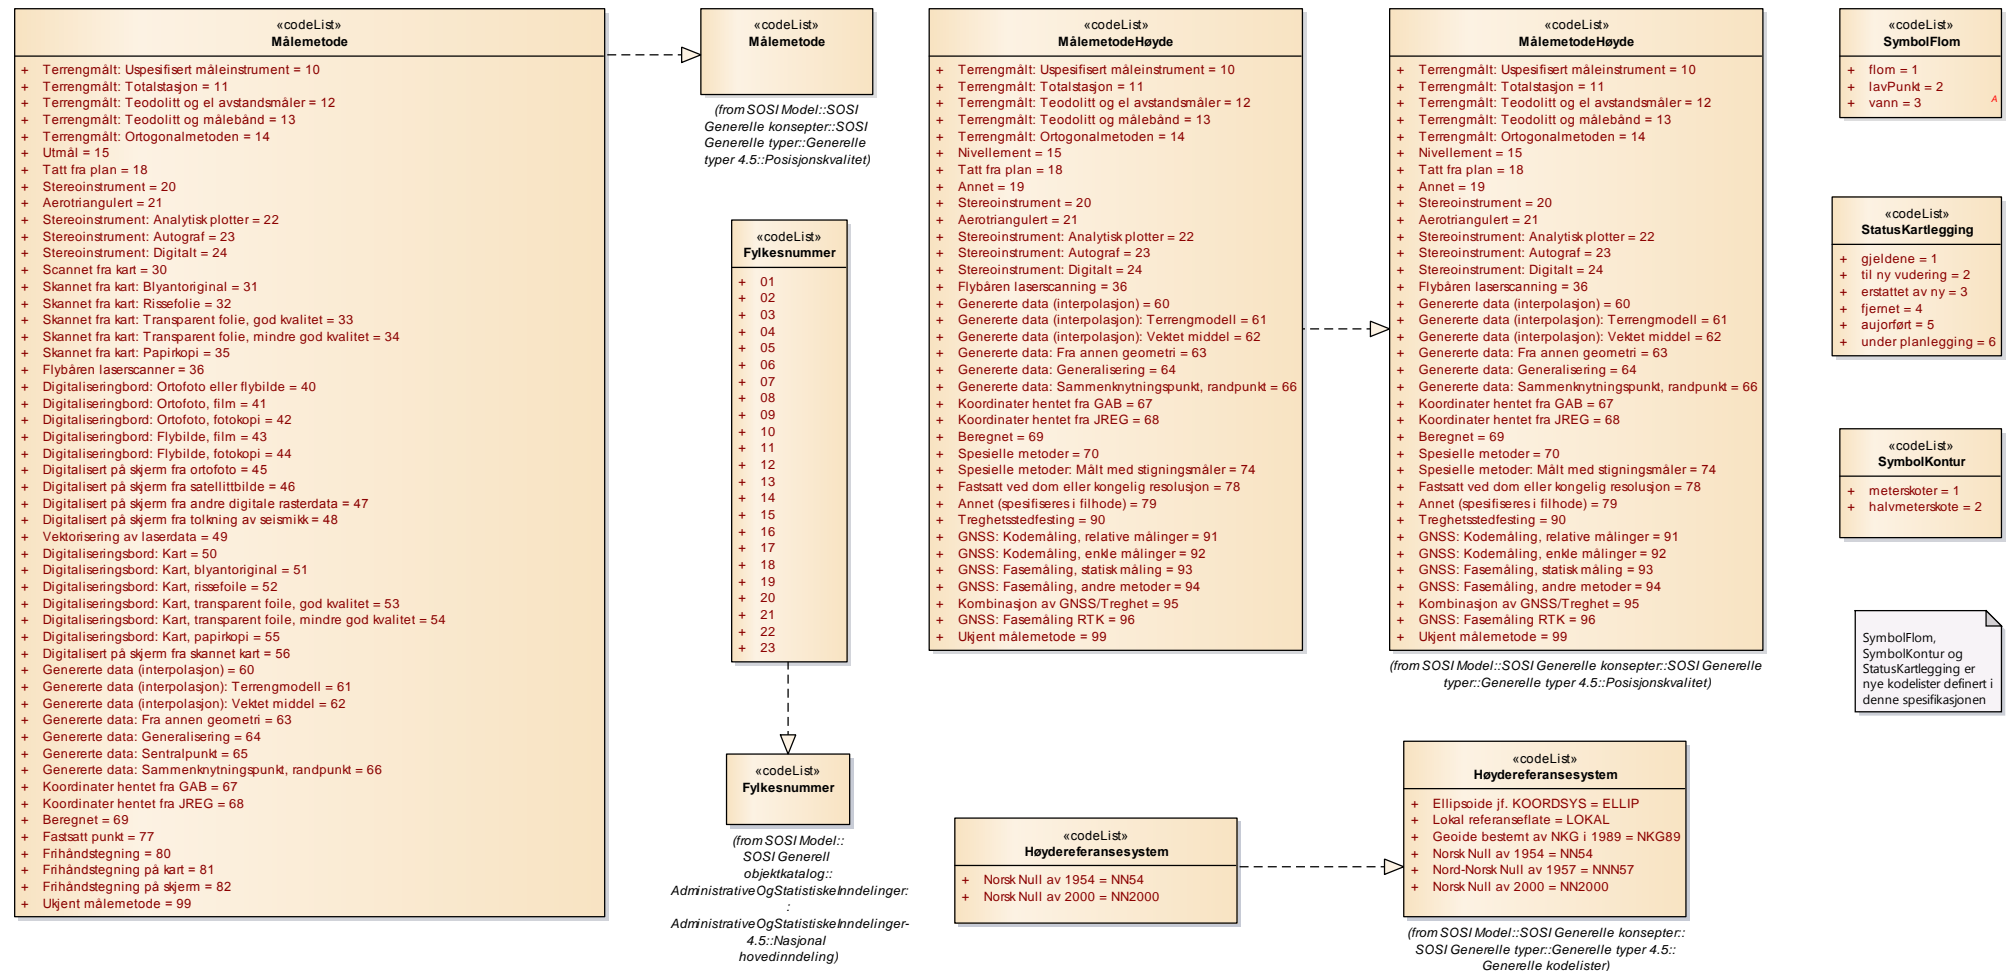 «codeList»
Målemetode
+ Terrengmålt: Uspesifisert måleinstrument = 10
+ Terrengmålt: Totalstasjon = 11
+ Terrengmålt: Teodolitt og el avstandsmåler = 12
+ Terrengmålt: Teodolitt og målebånd = 13
+ Terrengmålt: Ortogonalmetoden = 14
+ Utmål = 15
+ Tatt fra plan = 18
+ Stereoinstrument = 20
+ Aerotriangulert = 21
+ Stereoinstrument: Analytisk plotter = 22
+ Stereoinstrument: Autograf = 23
+ Stereoinstrument: Digitalt = 24
+ Scannet fra kart = 30
+ Skannet fra kart: Blyantoriginal = 31
+ Skannet fra kart: Rissefolie = 32
+ Skannet fra kart: Transparent folie, god kvalitet = 33
+ Skannet fra kart: Transparent folie, mindre god kvalitet = 34
+ Skannet fra kart: Papirkopi = 35
+ Flybåren laserscanner = 36
+ Digitaliseringbord: Ortofoto eller flybilde = 40
+ Digitaliseringbord: Ortofoto, film = 41
+ Digitaliseringbord: Ortofoto, fotokopi = 42
+ Digitaliseringbord: Flybilde, film = 43
+ Digitaliseringbord: Flybilde, fotokopi = 44
+ Digitalisert på skjerm fra ortofoto = 45
+ Digitalisert på skjerm fra satellittbilde = 46
+ Digitalisert på skjerm fra andre digitale rasterdata = 47
+ Digitalisert på skjerm fra tolkning av seismikk = 48
+ Vektorisering av laserdata = 49
+ Digitaliseringsbord: Kart = 50
+ Digitaliseringsbord: Kart, blyantoriginal = 51
+ Digitaliseringsbord: Kart, rissefoile = 52
+ Digitaliseringsbord: Kart, transparent foile, god kvalitet = 53
+ Digitaliseringsbord: Kart, transparent foile, mindre god kvalitet = 54
+ Digitaliseringsbord: Kart, papirkopi = 55
+ Digitalisert på skjerm fra skannet kart = 56
+ Genererte data (interpolasjon) = 60
+ Genererte data (interpolasjon): Terrengmodell = 61
+ Genererte data (interpolasjon): Vektet middel = 62
+ Genererte data: Fra annen geometri = 63
+ Genererte data: Generalisering = 64
+ Genererte data: Sentralpunkt = 65
+ Genererte data: Sammenknytningspunkt, randpunkt = 66
+ Koordinater hentet fra GAB = 67
+ Koordinater hentet fra JREG = 68
+ Beregnet = 69
+ Fastsatt punkt = 77
+ Frihåndstegning = 80
+ Frihåndstegning på kart = 81
+ Frihåndstegning på skjerm = 82
+ Ukjent målemetode = 99
«codeList»
Målemetode
(from SOSI Model::SOSI
Generelle konsepter::SOSI
Generelle typer::Generelle
typer 4.5::Posisjonskvalitet)
«codeList»
Fylkesnummer
+ 01
+ 02
+ 03
+ 04
+ 05
+ 06
+ 07
+ 08
+ 09
+ 10
+ 11
+ 12
+ 13
+ 14
+ 15
+ 16
+ 17
+ 18
+ 19
+ 20
+ 21
+ 22
+ 23
«codeList»
Fylkesnummer
(from SOSI Model::
SOSI Generell
objektkatalog::
AdministrativeOgStatistiskeInndelinger:
:
AdministrativeOgStatistiskeInndelinger-
4.5::Nasjonal
hovedinndeling)
«codeList»
MålemetodeHøyde
+ Terrengmålt: Uspesifisert måleinstrument = 10
+ Terrengmålt: Totalstasjon = 11
+ Terrengmålt: Teodolitt og el avstandsmåler = 12
+ Terrengmålt: Teodolitt og målebånd = 13
+ Terrengmålt: Ortogonalmetoden = 14
+ Nivellement = 15
+ Tatt fra plan = 18
+ Annet = 19
+ Stereoinstrument = 20
+ Aerotriangulert = 21
+ Stereoinstrument: Analytisk plotter = 22
+ Stereoinstrument: Autograf = 23
+ Stereoinstrument: Digitalt = 24
+ Flybåren laserscanning = 36
+ Genererte data (interpolasjon) = 60
+ Genererte data (interpolasjon): Terrengmodell = 61
+ Genererte data (interpolasjon): Vektet middel = 62
+ Genererte data: Fra annen geometri = 63
+ Genererte data: Generalisering = 64
+ Genererte data: Sammenknytningspunkt, randpunkt = 66
+ Koordinater hentet fra GAB = 67
+ Koordinater hentet fra JREG = 68
+ Beregnet = 69
+ Spesielle metoder = 70
+ Spesielle metoder: Målt med stigningsmåler = 74
+ Fastsatt ved dom eller kongelig resolusjon = 78
+ Annet (spesifiseres i filhode) = 79
+ Treghetsstedfesting = 90
+ GNSS: Kodemåling, relative målinger = 91
+ GNSS: Kodemåling, enkle målinger = 92
+ GNSS: Fasemåling, statisk måling = 93
+ GNSS: Fasemåling, andre metoder = 94
+ Kombinasjon av GNSS/Treghet = 95
+ GNSS: Fasemåling RTK = 96
+ Ukjent målemetode = 99
«codeList»
MålemetodeHøyde
+ Terrengmålt: Uspesifisert måleinstrument = 10
+ Terrengmålt: Totalstasjon = 11
+ Terrengmålt: Teodolitt og el avstandsmåler = 12
+ Terrengmålt: Teodolitt og målebånd = 13
+ Terrengmålt: Ortogonalmetoden = 14
+ Nivellement = 15
+ Tatt fra plan = 18
+ Annet = 19
+ Stereoinstrument = 20
+ Aerotriangulert = 21
+ Stereoinstrument: Analytisk plotter = 22
+ Stereoinstrument: Autograf = 23
+ Stereoinstrument: Digitalt = 24
+ Flybåren laserscanning = 36
+ Genererte data (interpolasjon) = 60
+ Genererte data (interpolasjon): Terrengmodell = 61
+ Genererte data (interpolasjon): Vektet middel = 62
+ Genererte data: Fra annen geometri = 63
+ Genererte data: Generalisering = 64
+ Genererte data: Sammenknytningspunkt, randpunkt = 66
+ Koordinater hentet fra GAB = 67
+ Koordinater hentet fra JREG = 68
+ Beregnet = 69
+ Spesielle metoder = 70
+ Spesielle metoder: Målt med stigningsmåler = 74
+ Fastsatt ved dom eller kongelig resolusjon = 78
+ Annet (spesifiseres i filhode) = 79
+ Treghetsstedfesting = 90
+ GNSS: Kodemåling, relative målinger = 91
+ GNSS: Kodemåling, enkle målinger = 92
+ GNSS: Fasemåling, statisk måling = 93
+ GNSS: Fasemåling, andre metoder = 94
+ Kombinasjon av GNSS/Treghet = 95
+ GNSS: Fasemåling RTK = 96
+ Ukjent målemetode = 99
(from SOSI Model::SOSI Generelle konsepter::SOSI Generelle
typer::Generelle typer 4.5::Posisjonskvalitet)
«codeList»
Høydereferansesystem
+ Norsk Null av 1954 = NN54
+ Norsk Null av 2000 = NN2000
«codeList»
Høydereferansesystem
+ Ellipsoide jf. KOORDSYS = ELLIP
+ Lokal referanseflate = LOKAL
+ Geoide bestemt av NKG i 1989 = NKG89
+ Norsk Null av 1954 = NN54
+ Nord-Norsk Null av 1957 = NNN57
+ Norsk Null av 2000 = NN2000
(from SOSI Model::SOSI Generelle konsepter::
SOSI Generelle typer::Generelle typer 4.5::
Generelle kodelister)
«codeList»
SymbolFlom
+ flom = 1
+ lavPunkt = 2
+ vann = 3
A
«codeList»
StatusKartlegging
+ gjeldene = 1
+ til ny vudering = 2
+ erstattet av ny = 3
+ fjernet = 4
+ aujorført = 5
+ under planlegging = 6
«codeList»
SymbolKontur
+ meterskoter = 1
+ halvmeterskote = 2
SymbolFlom,
SymbolKontur og
StatusKartlegging er
nye kodelister definert i
denne spesifikasjonen